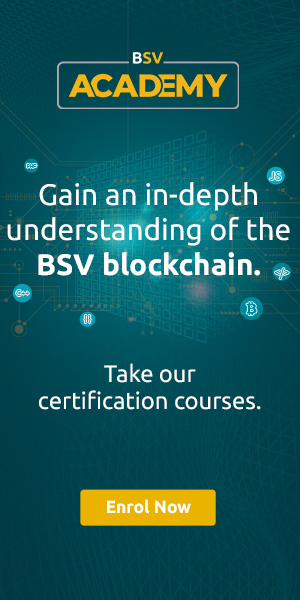 BSV
ACADEMY
Gain an in-depth
understanding of the
BSV blockchain.
Take our
certification courses.
Enrol Now